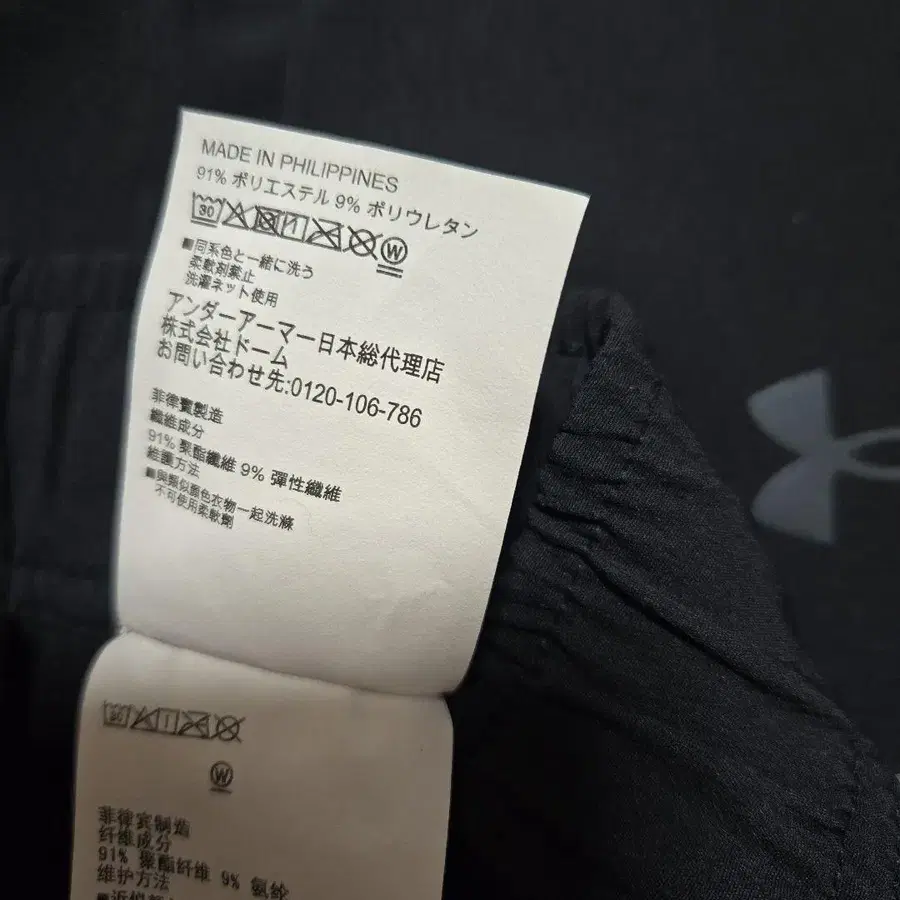 MADE IN PHILIPPINES
91% ポリエステル 9% ポリウレタン
30 W
■同系色と一緒に洗う
柔軟剤禁止
洗濯ネット使用
アンダーアーマー日本総代理店
株式会社ドーム
お問い合わせ先:0120-106-786
菲律賓製造
纖維成分
91% 聚酯纖維 9% 彈性纖維
維護方法
■與類似顏色衣物一起洗滌
不可使用柔軟劑
30
W
菲律宾制造
纤维成分
91% 聚酯纤维 9% 氨纶
维护方法